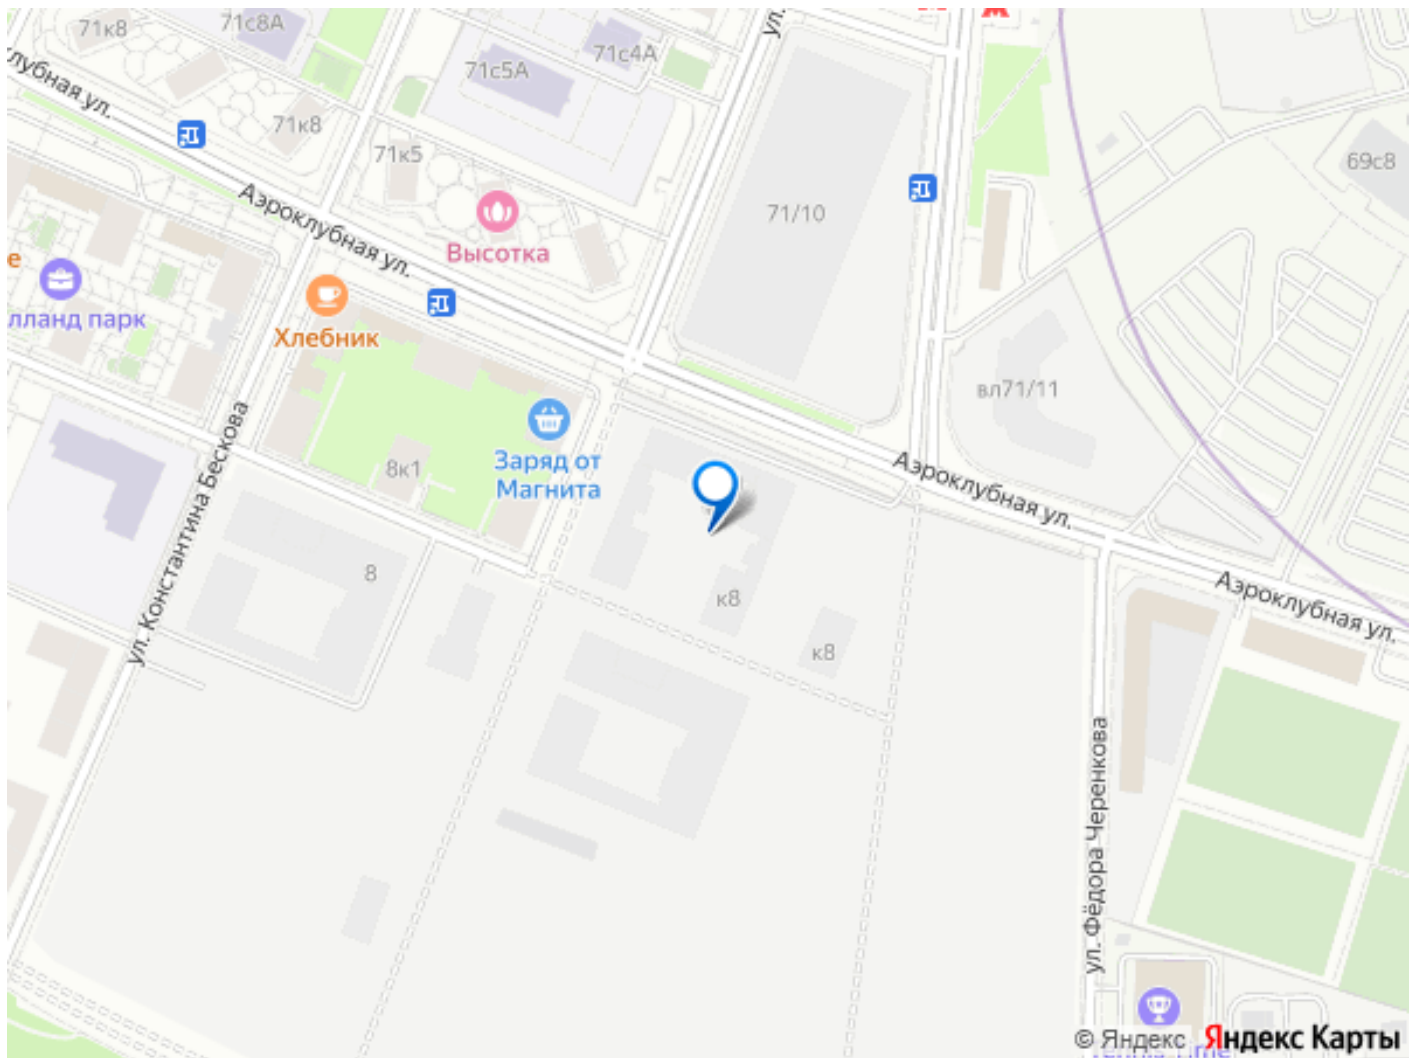 71к8
71с8А
71с4А
71с5А
ул.
лубная ул.
71к8
71к5
69с8
Аэроклубная ул.
71/10
Высотка
е
лланд парк
Хлебник
вл71/11
8к1
Заряд от
Магнита
Аэроклубная ул.
ул. Константина Бескова
8
к8
к8
Аэроклубная ул.
ул. Фёдора Черенкова
© Яндекс Яндекс Карты